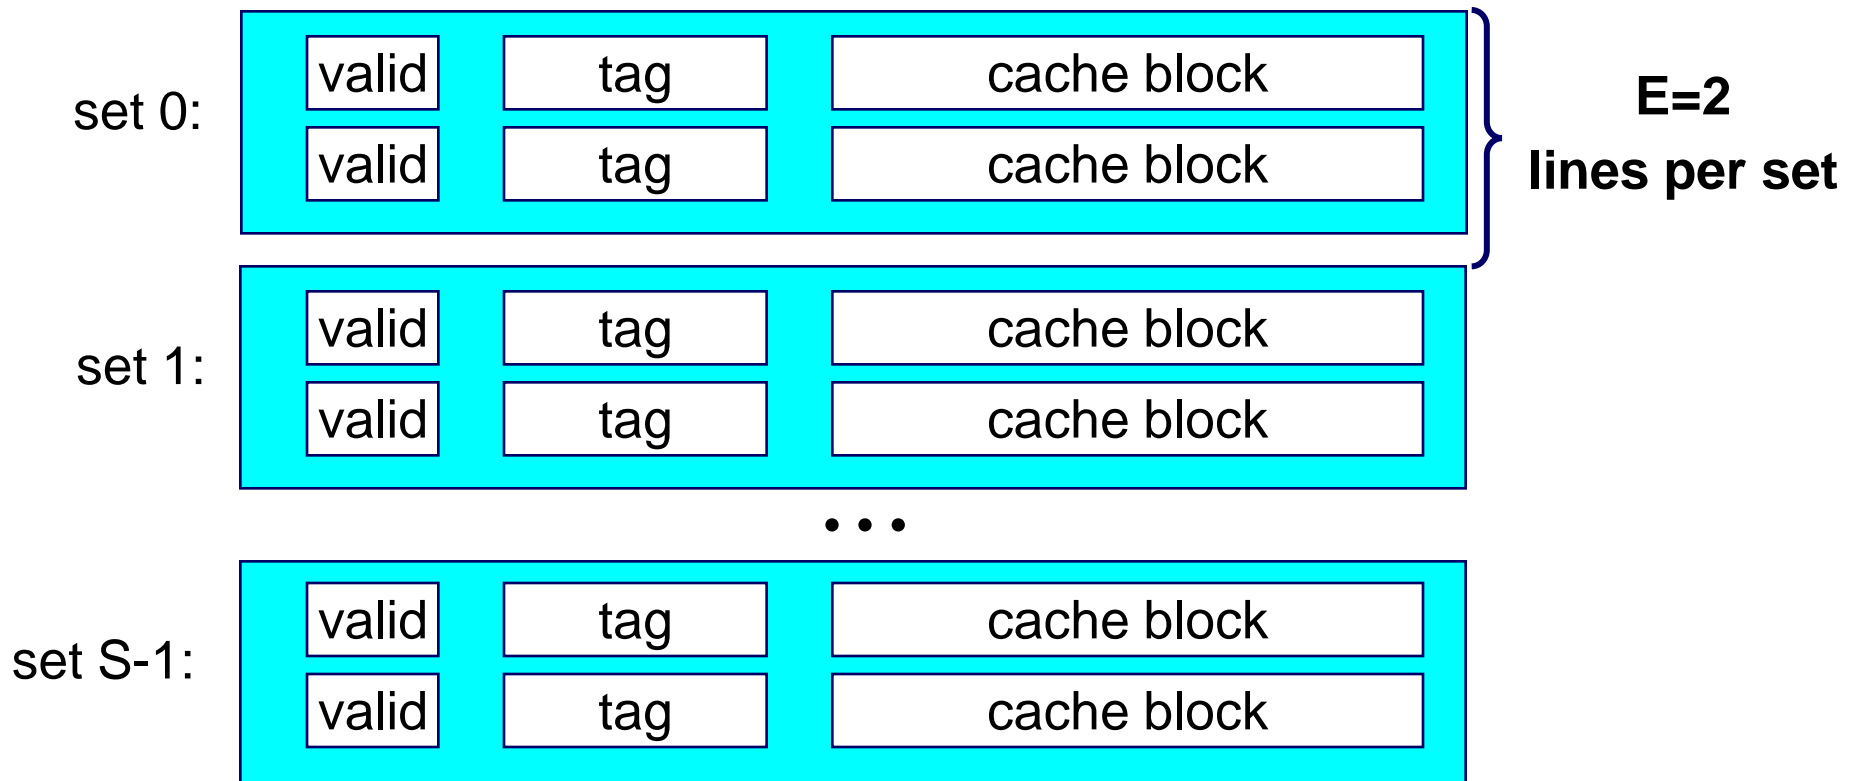 set 0:
valid tag cache block
valid tag cache block
E=2
lines per set
set 1:
valid tag cache block
valid tag cache block
• • •
set S-1:
valid tag cache block
valid tag cache block